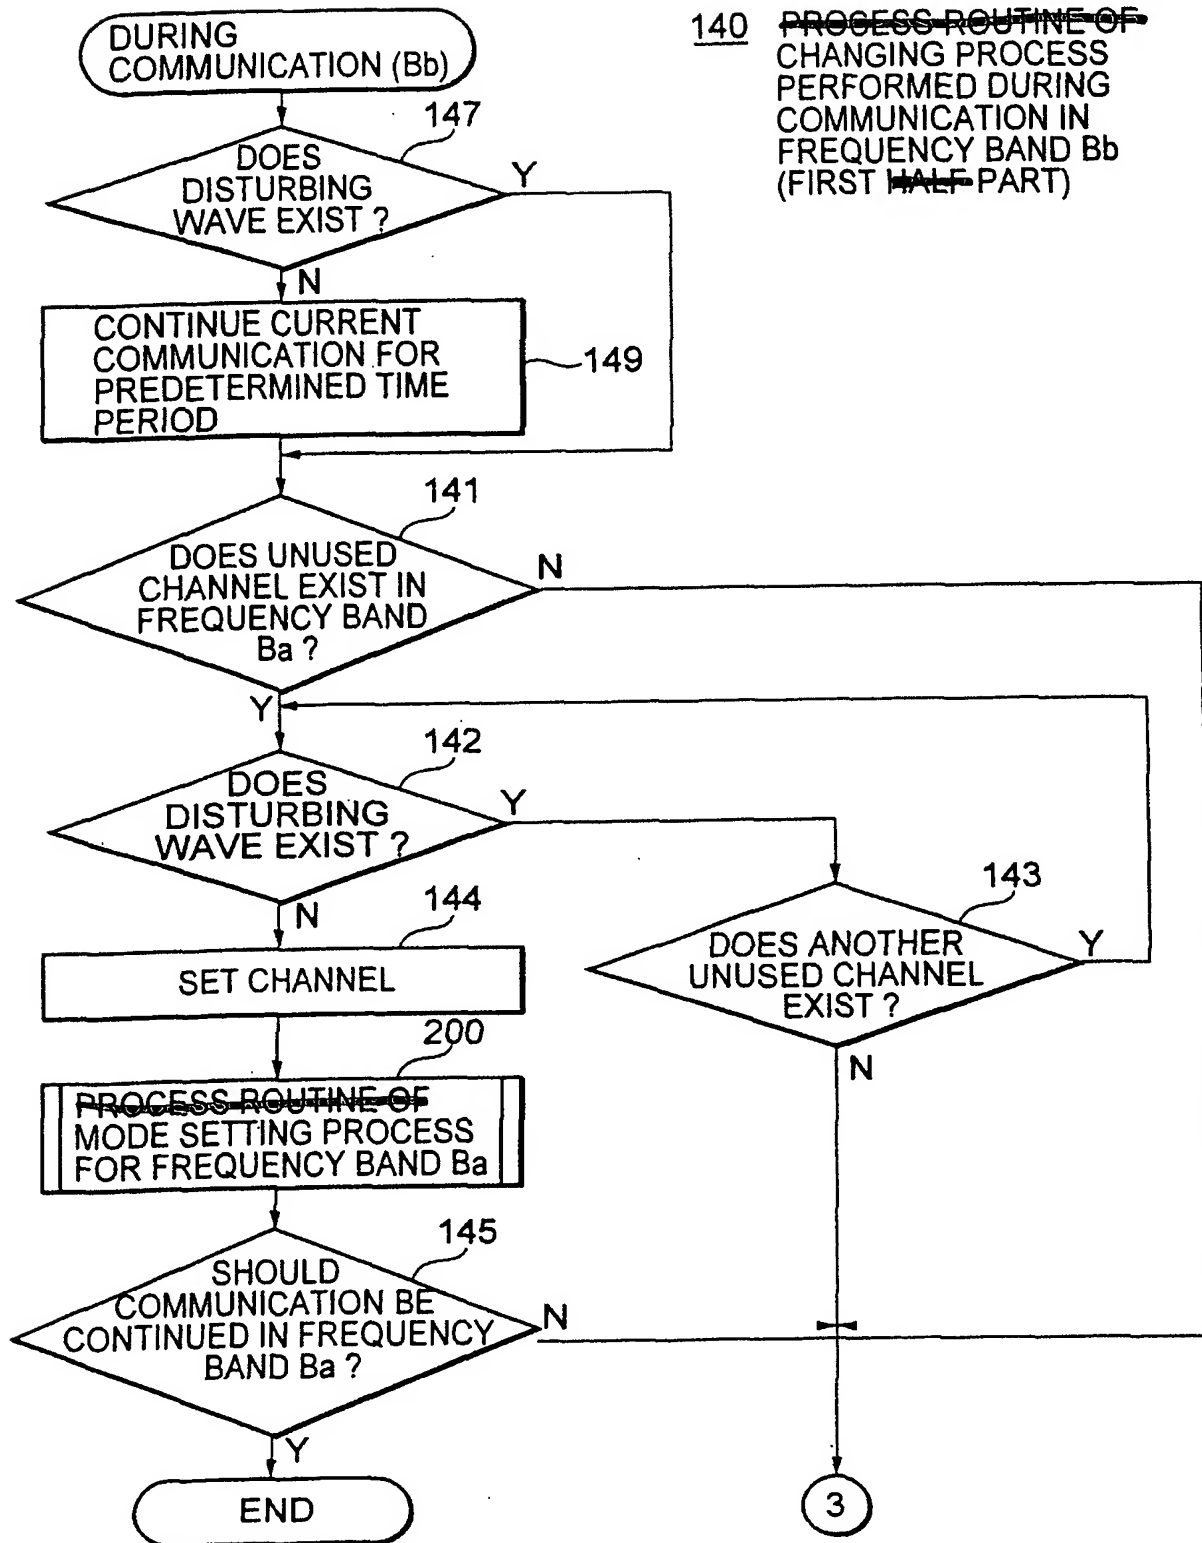 DURING
COMMUNICATION (Bb)
140 PROCESS ROUTINE OF
CHANGING PROCESS
PERFORMED DURING
COMMUNICATION IN
FREQUENCY BAND Bb
(FIRST HALF PART)
147
DOES
DISTURBING
WAVE EXIST ?
Y
N
CONTINUE CURRENT
COMMUNICATION FOR
PREDETERMINED TIME
PERIOD
149
141
DOES UNUSED
CHANNEL EXIST IN
FREQUENCY BAND
Ba ?
N
Y
142
DOES
DISTURBING
WAVE EXIST ?
Y
N
143
DOES ANOTHER
UNUSED CHANNEL
EXIST ?
Y
N
144
SET CHANNEL
200
PROCESS ROUTINE OF
MODE SETTING PROCESS
FOR FREQUENCY BAND Ba
145
SHOULD
COMMUNICATION BE
CONTINUED IN FREQUENCY
BAND Ba ?
N
Y
END
3